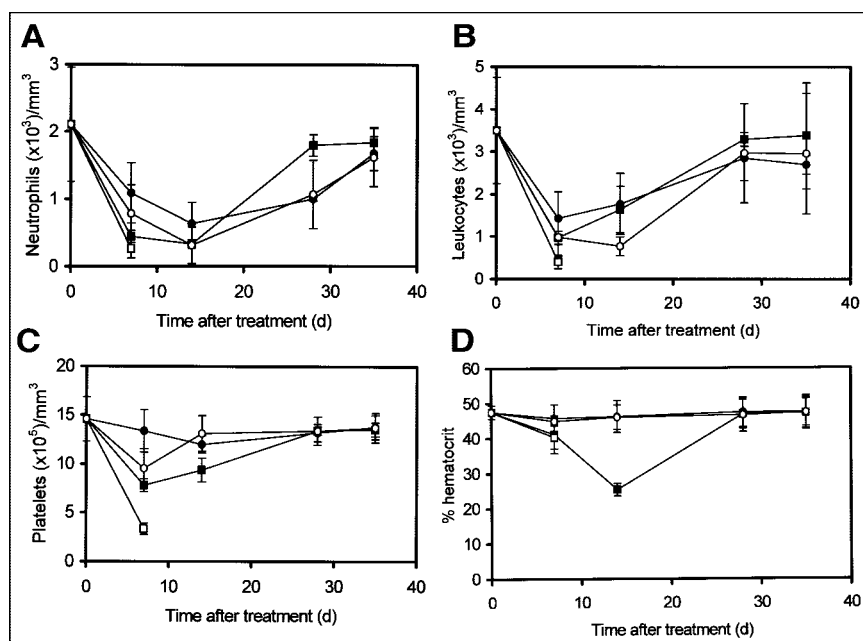 A
Neutrophils (x10³)/mm³
3
2
1
0
0 10 20 30 40
Time after treatment (d)
B
Leukocytes (x10³)/mm³
5
4
3
2
1
0
0 10 20 30 40
Time after treatment (d)
C
Platelets (x10⁵)/mm³
20
15
10
5
0
0 10 20 30 40
Time after treatment (d)
D
% hematocrit
60
50
40
30
20
10
0
0 10 20 30 40
Time after treatment (d)